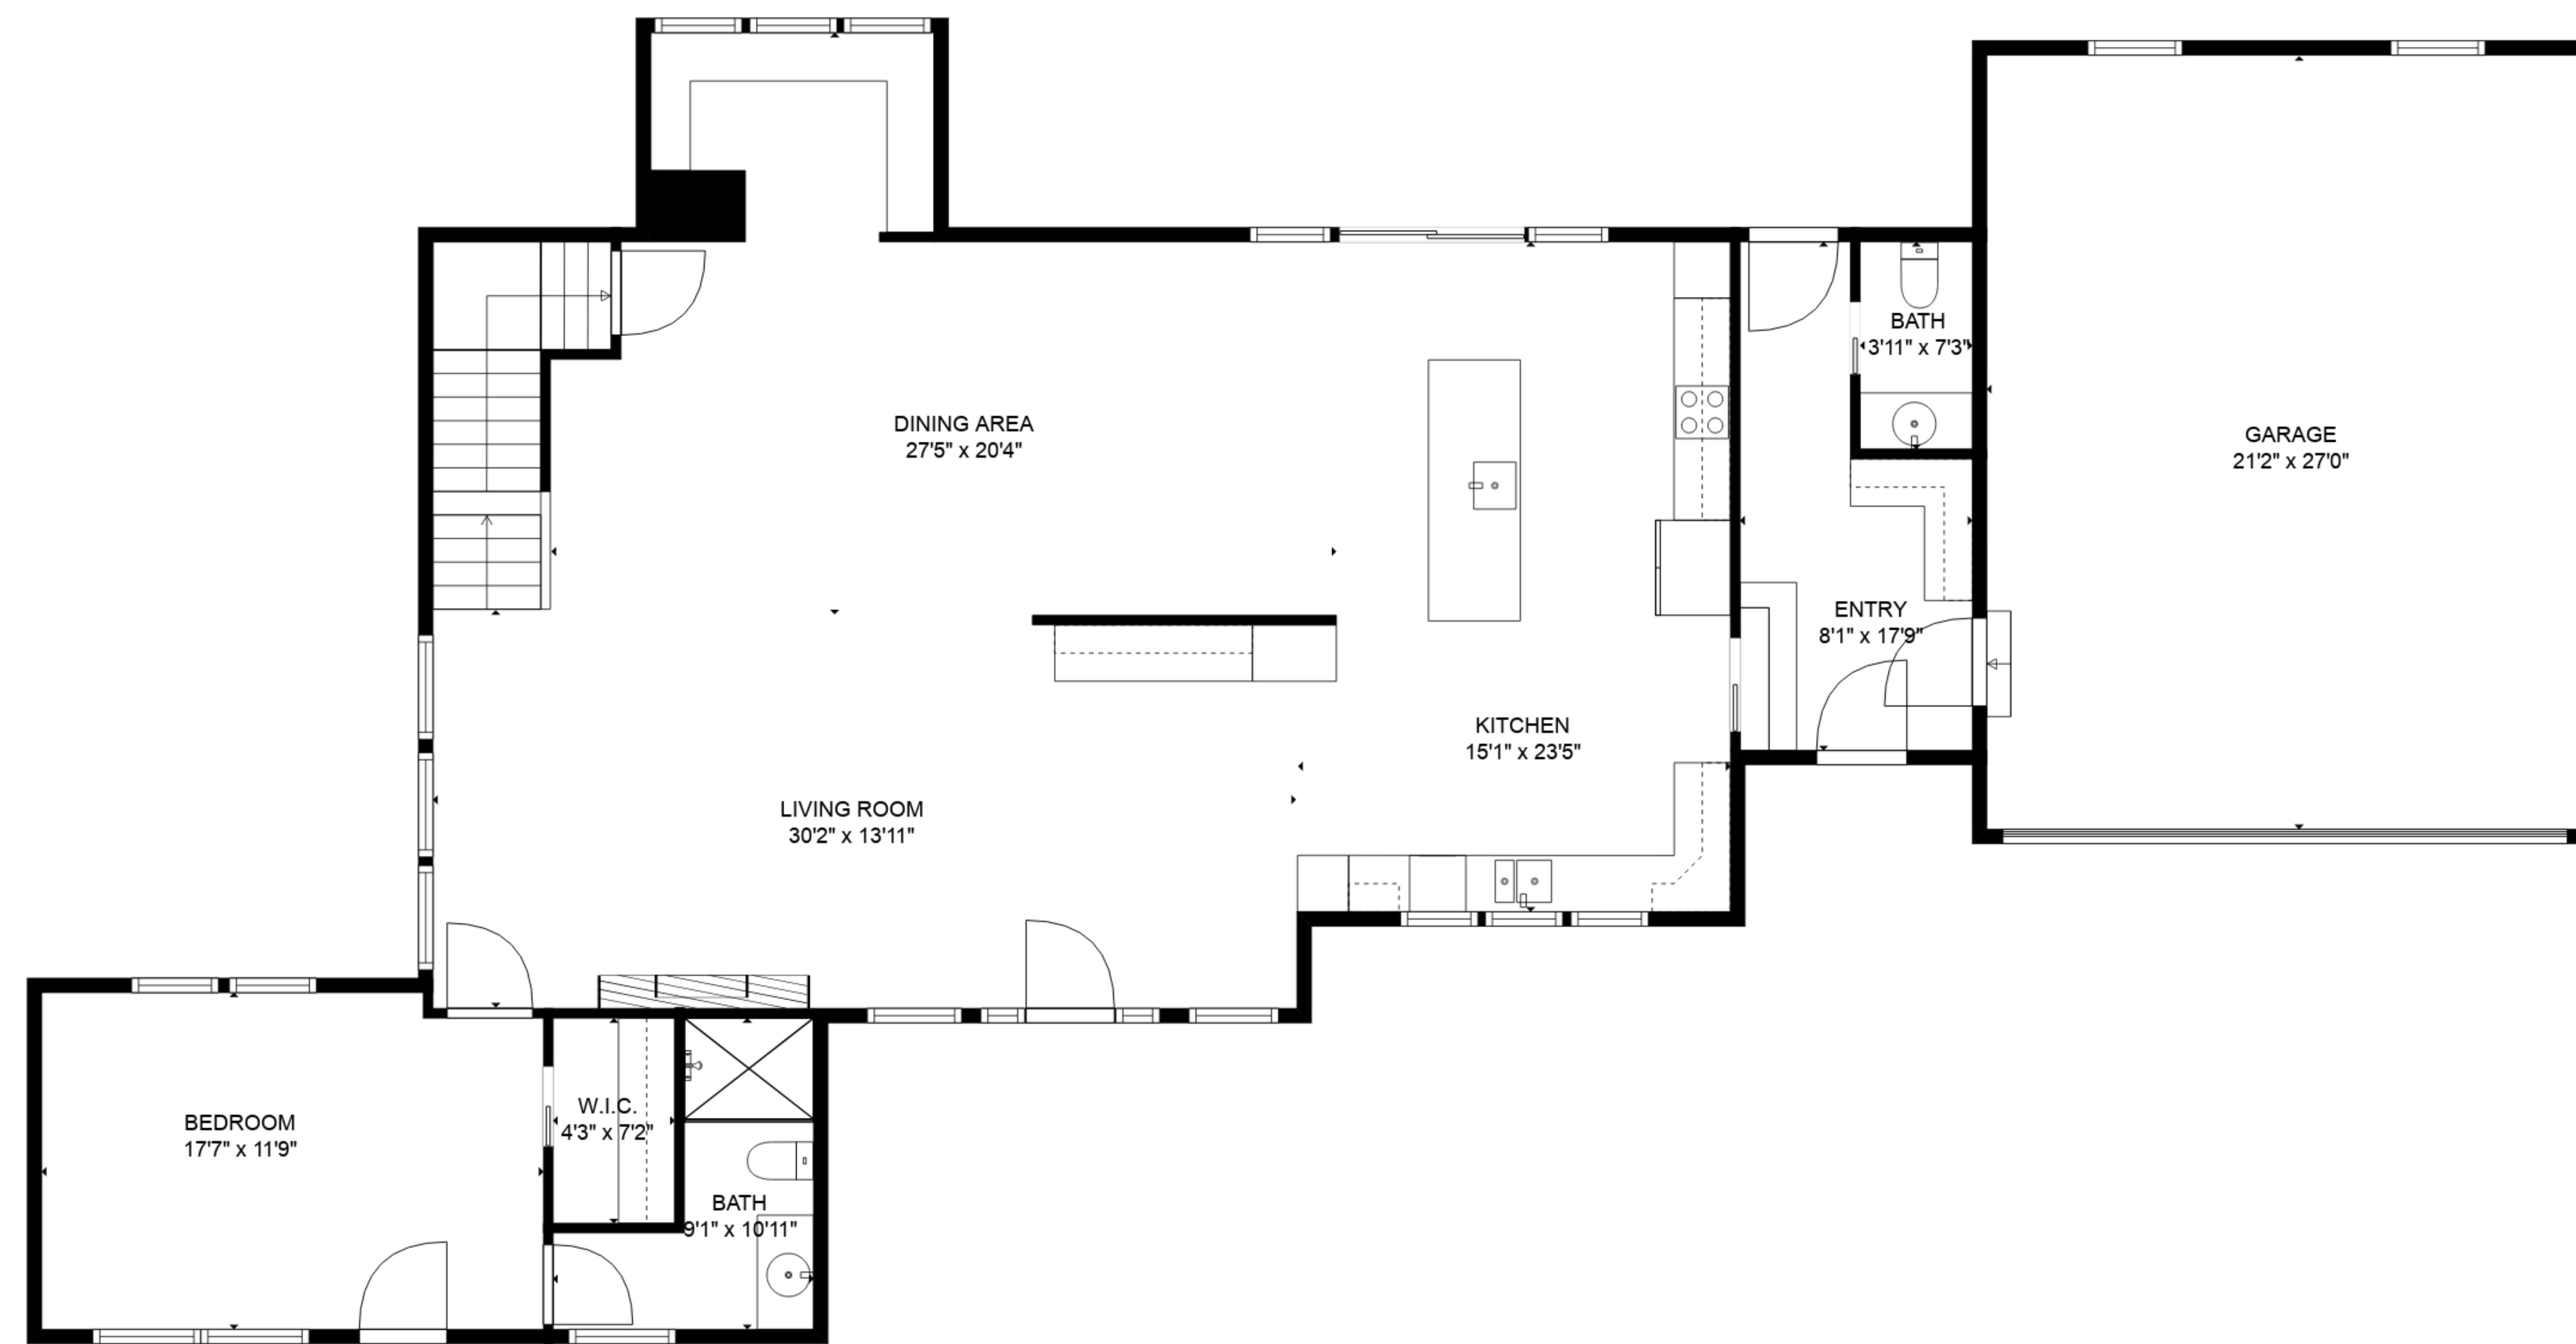 BATH
3'11" x 7'3"
DINING AREA
27'5" x 20'4"
GARAGE
21'2" x 27'0"
ENTRY
8'1" x 17'9"
KITCHEN
15'1" x 23'5"
LIVING ROOM
30'2" x 13'11"
W.I.C.
4'3" x 7'2"
BEDROOM
17'7" x 11'9"
BATH
9'1" x 10'11"